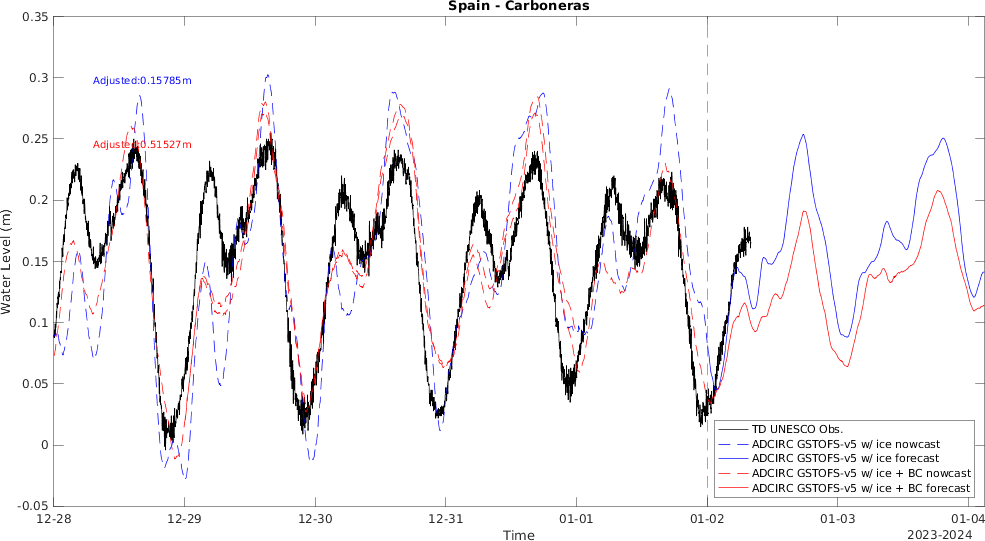 Spain - Carboneras
0.35
0.3
0.25
0.2
0.15
0.1
0.05
0
-0.05
Water Level (m)
Adjusted:0.15785m
Adjusted:0.51527m
TD UNESCO Obs.
ADCIRC GSTOFS-v5 w/ ice nowcast
ADCIRC GSTOFS-v5 w/ ice forecast
ADCIRC GSTOFS-v5 w/ ice + BC nowcast
ADCIRC GSTOFS-v5 w/ ice + BC forecast
12-28 12-29 12-30 12-31 01-01 01-02 01-03 01-04
Time
2023-2024